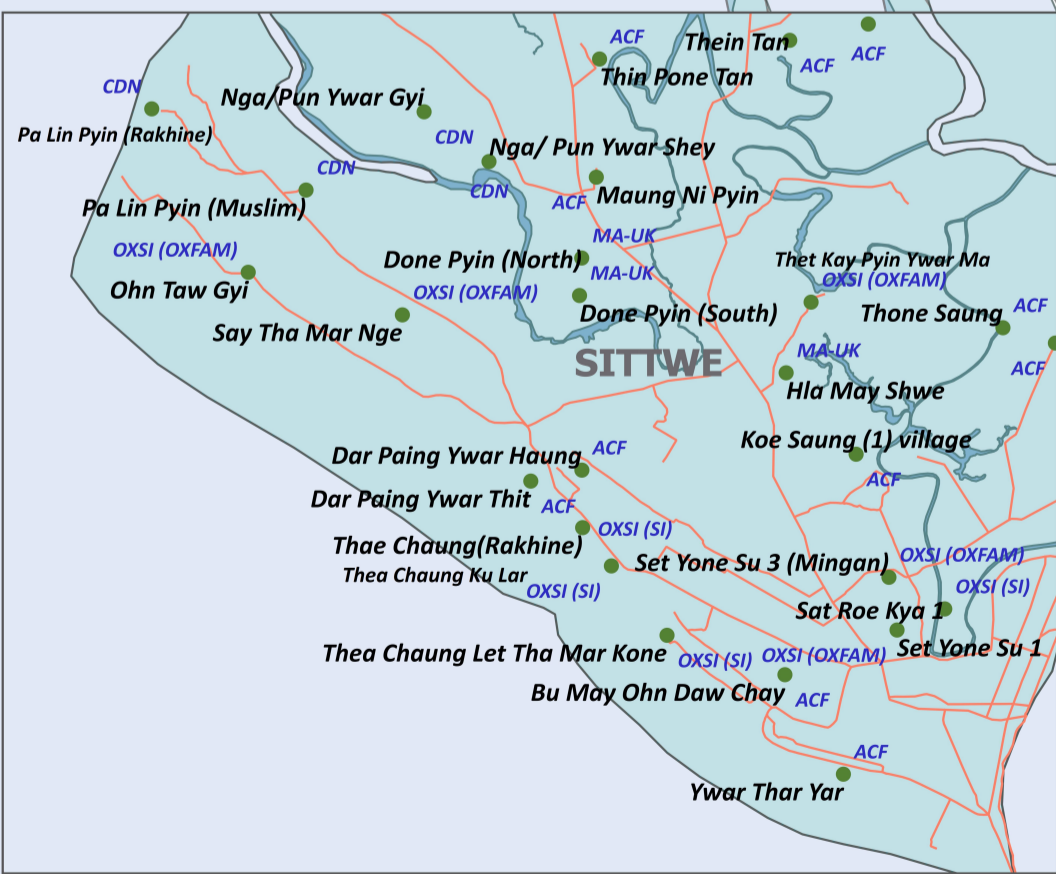 ACF
Thein Tan
ACF
ACF
Thin Pone Tan
CDN
Nga/Pun Ywar Gyi
Pa Lin Pyin (Rakhine)
CDN
Nga/ Pun Ywar Shey
CDN
CDN
ACF
Maung Ni Pyin
Pa Lin Pyin (Muslim)
MA-UK
OXSI (OXFAM)
Done Pyin (North)
MA-UK
Thet Kay Pyin Ywar Ma
OXSI (OXFAM)
Ohn Taw Gyi
OXSI (OXFAM)
Done Pyin (South)
Thone Saung
ACF
Say Tha Mar Nge
SITTWE
MA-UK
ACF
Hla May Shwe
Koe Saung (1) village
Dar Paing Ywar Haung
ACF
ACF
Dar Paing Ywar Thit
ACF
OXSI (SI)
Thae Chaung(Rakhine)
OXSI (OXFAM)
Set Yone Su 3 (Mingan)
Thea Chaung Ku Lar
OXSI (SI)
OXSI (SI)
Sat Roe Kya 1
Set Yone Su 1
Thea Chaung Let Tha Mar Kone
OXSI (SI)
OXSI (OXFAM)
Bu May Ohn Daw Chay
ACF
ACF
Ywar Thar Yar